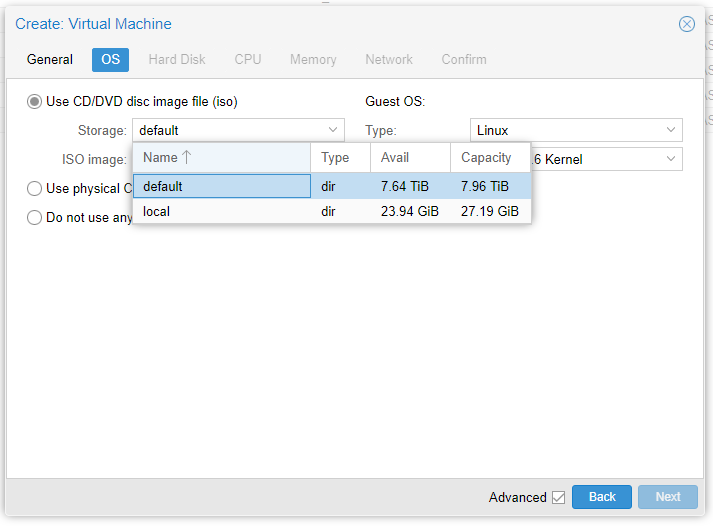 Create: Virtual Machine
General OS Hard Disk CPU Memory Network Confirm
Use CD/DVD disc image file (iso) Guest OS:
Storage: default Type: Linux
ISO image: .6 Kernel
Name Type Avail Capacity
default dir 7.64 TiB 7.96 TiB
local dir 23.94 GiB 27.19 GiB
Use physical C
Do not use any
Advanced Back Next